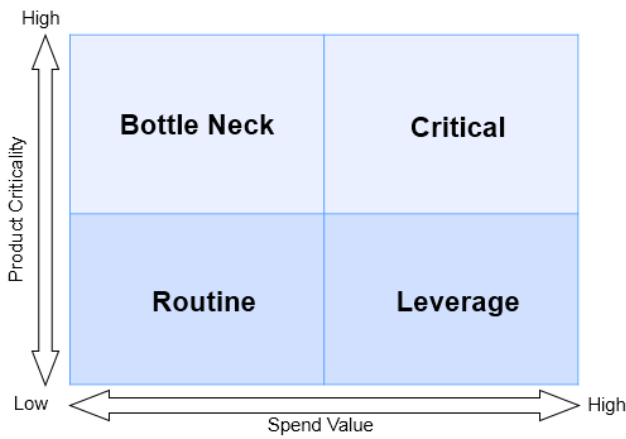 High
Bottle Neck
Critical
Product Criticality
Routine
Leverage
Low
High
Spend Value